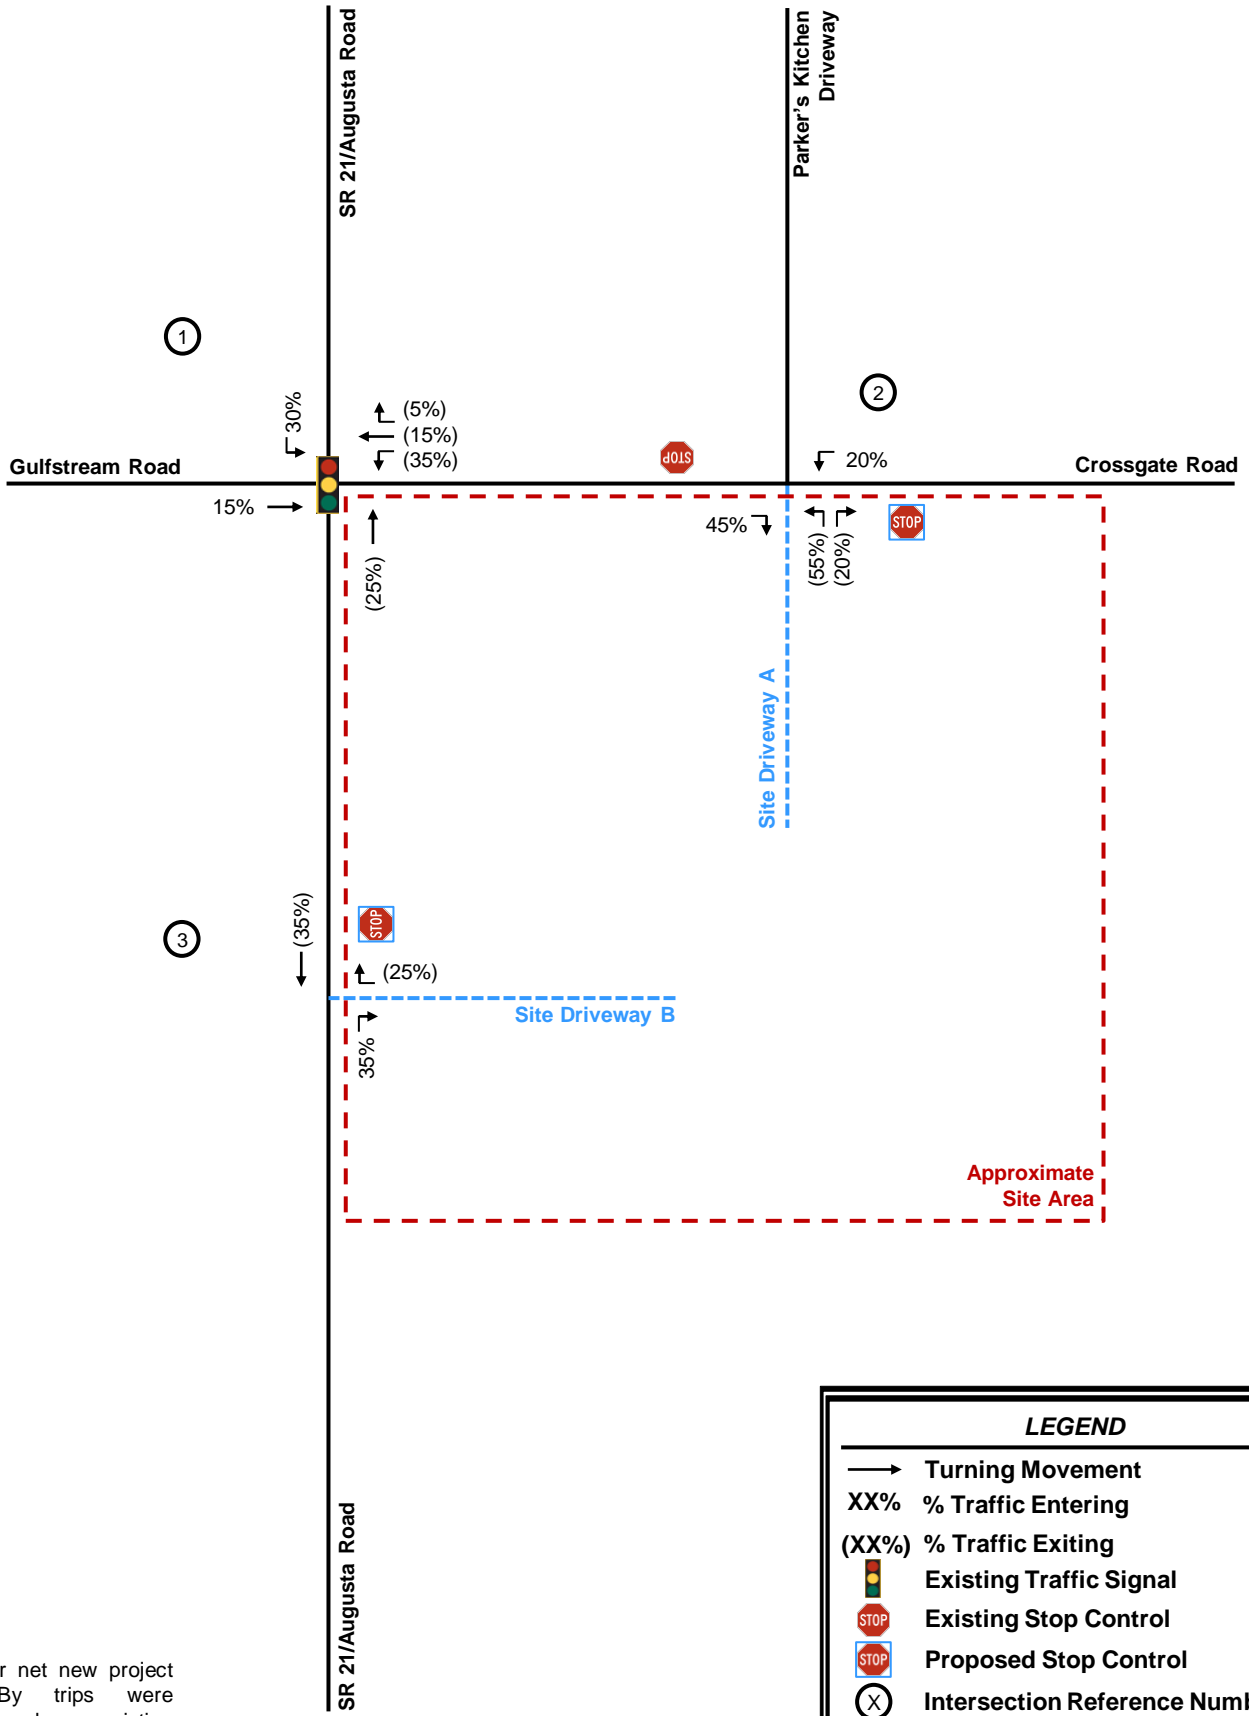 SR 21/Augusta Road
Parker's Kitchen
Driveway
1
2
30%
(5%)
(15%)
(35%)
STOP
20%
Gulfstream Road
Crossgate Road
15%
45%
STOP
(25%)
(55%)
(20%)
Site Driveway A
3
(35%)
STOP
(25%)
Site Driveway B
35%
Approximate
Site Area
LEGEND
Turning Movement
XX% % Traffic Entering
(XX%) % Traffic Exiting
Existing Traffic Signal
STOP Existing Stop Control
STOP Proposed Stop Control
X Intersection Reference Numb
SR 21/Augusta Road
r net new project
By trips were